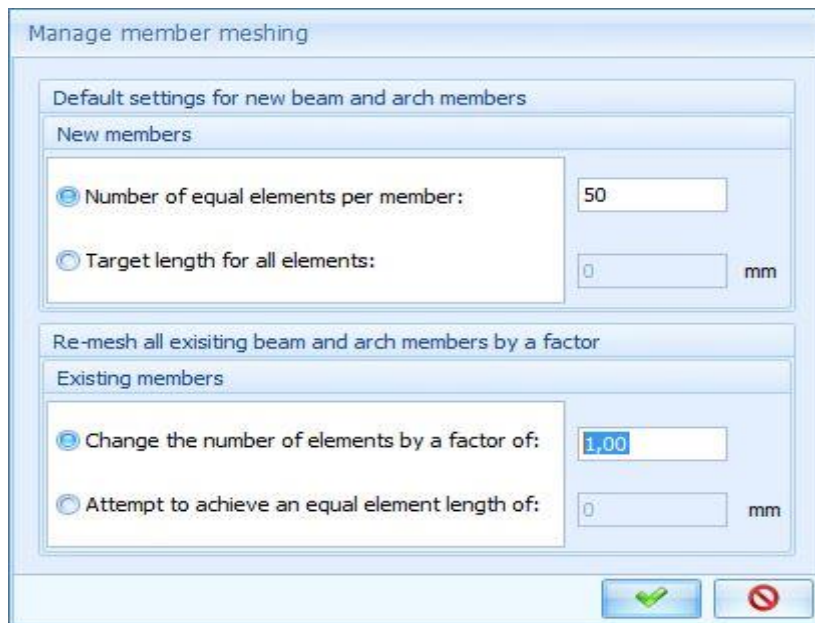 Manage member meshing
Default settings for new beam and arch members
New members
Number of equal elements per member:
50
Target length for all elements:
0
mm
Re-mesh all exisiting beam and arch members by a factor
Existing members
Change the number of elements by a factor of:
1,00
Attempt to achieve an equal element length of:
0
mm